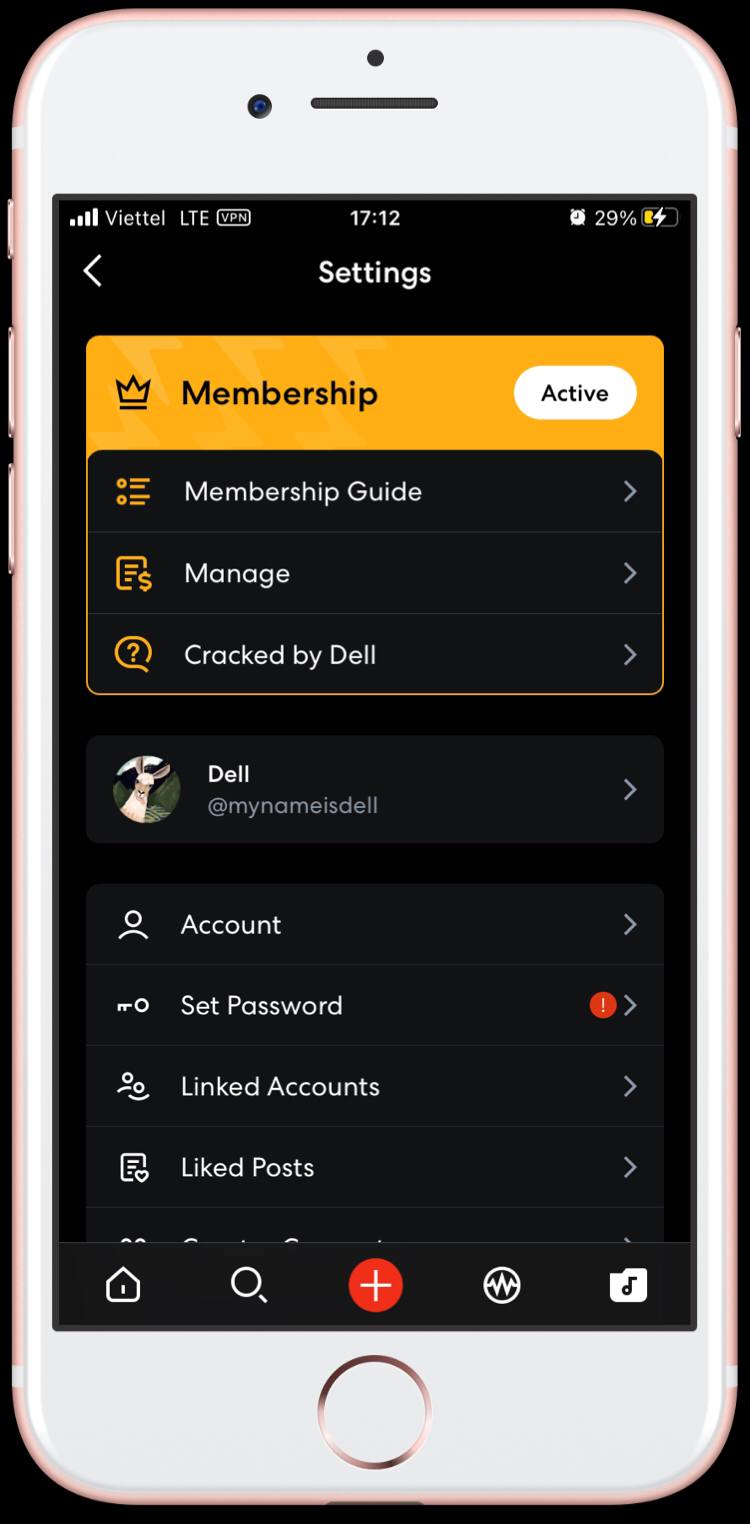 Viettel LTE VPN 17:12 29%
Settings
Membership Active
Membership Guide
Manage
Cracked by Dell
Dell
@mynameisdell
Account
Set Password !
Linked Accounts
Liked Posts